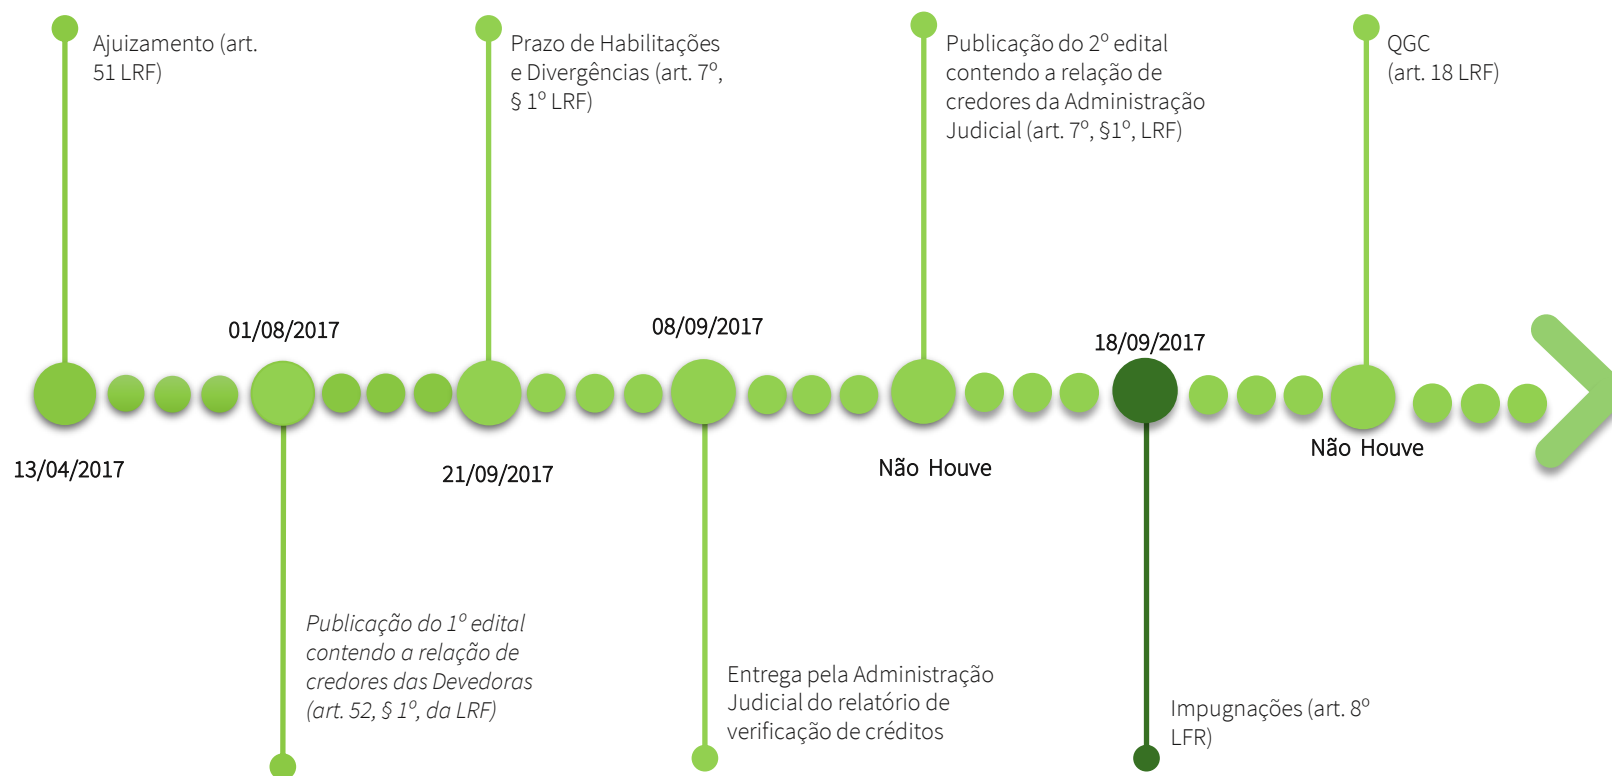 Ajuizamento (art.
51 LRF)
13/04/2017
01/08/2017
Publicação do 1º edital
contendo a relação de
credores das Devedoras
(art. 52, § 1º, da LRF)
Prazo de Habilitações
e Divergências (art. 7º,
§ 1º LRF)
21/09/2017
08/09/2017
Entrega pela Administração
Judicial do relatório de
verificação de créditos
Publicação do 2º edital
contendo a relação de
credores da Administração
Judicial (art. 7º, §1º, LRF)
Não Houve
18/09/2017
Impugnações (art. 8º
LFR)
QGC
(art. 18 LRF)
Não Houve